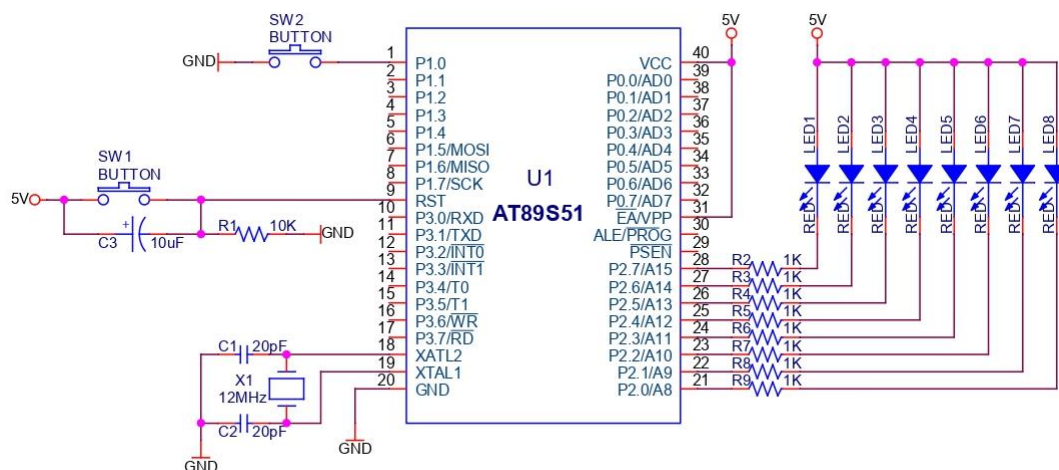 SW2
BUTTON
GND
SW1
BUTTON
5V
C3
+
10uF
R1
10K
GND
C1
20pF
X1
12MHz
C2
20pF
GND
GND
1
2
3
4
5
6
7
8
9
10
11
12
13
14
15
16
17
18
19
20
P1.0
P1.1
P1.2
P1.3
P1.4
P1.5/MOSI
P1.6/MISO
P1.7/SCK
RST
P3.0/RXD
P3.1/TXD
P3.2/INT0
P3.3/INT1
P3.4/T0
P3.5/T1
P3.6/WR
P3.7/RD
XATL2
XTAL1
GND
U1
AT89S51
VCC
P0.0/AD0
P0.1/AD1
P0.2/AD2
P0.3/AD3
P0.4/AD4
P0.5/AD5
P0.6/AD6
P0.7/AD7
EA/VPP
ALE/PROG
PSEN
P2.7/A15
P2.6/A14
P2.5/A13
P2.4/A12
P2.3/A11
P2.2/A10
P2.1/A9
P2.0/A8
40
39
38
37
36
35
34
33
32
31
30
29
28
27
26
25
24
23
22
21
5V
5V
R2 1K
R3 1K
R4 1K
R5 1K
R6 1K
R7 1K
R8 1K
R9 1K
LED1
LED2
LED3
LED4
LED5
LED6
LED7
LED8
RED
RED
RED
RED
RED
RED
RED
RED